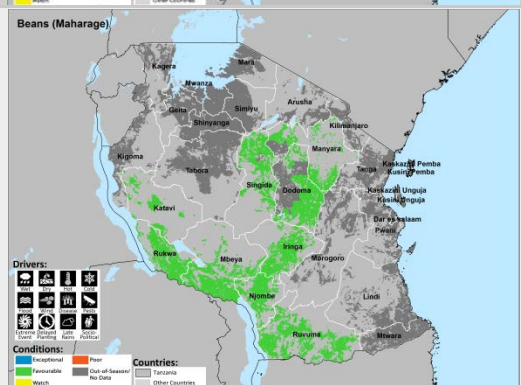 Watch
Other Countries
Beans (Maharage)
Mara
Kagera
Mwanza
Geita
Simiyu
Arusha
Shinyanga
Kilimanjaro
Manyara
Kigoma
Tabora
Tanga
Kaskazini Pemba
Kusini Pemba
Singida
Dodoma
Kaskazini Unguja
Kusini Unguja
Katavi
Dar es salaam
Pwani
Iringa
Morogoro
Rukwa
Mbeya
Drivers:
Wet Dry Hot Cold
Flood Wind Disease Pests
Extreme Event Delayed Planting Late Rains Socio-Political
Njombe
Lindi
Ruvuma
Mtwara
Conditions:
Exceptional Poor
Favourable Out-of-Season/ No Data
Watch
Countries:
Tanzania
Other Countries